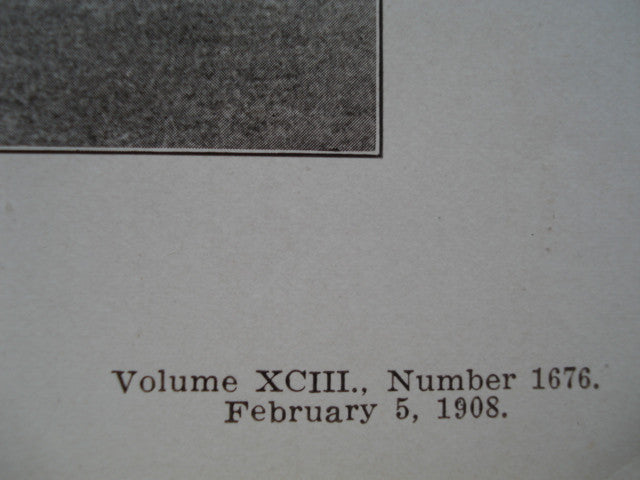 Volume XCIII., Number 1676.
February 5, 1908.